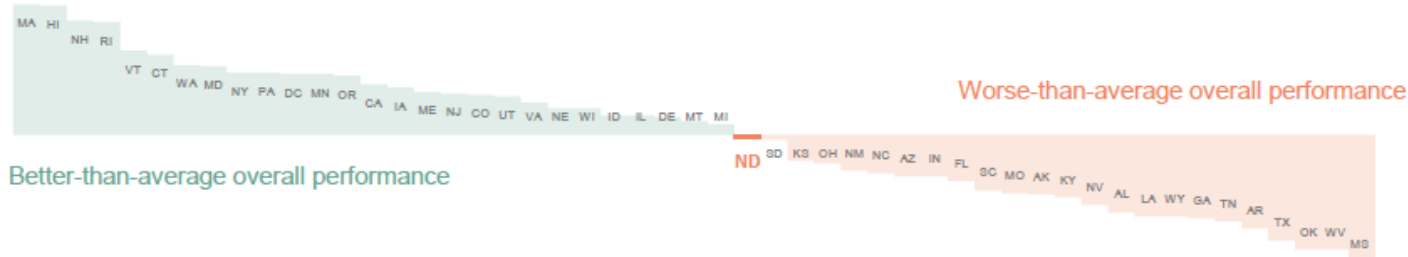 MA HI
NH RI
VT CT
WA MD
NY PA DC MN OR
CA IA ME NJ CO UT VA NE WI ID IL DE MT MI
Worse-than-average overall performance
Better-than-average overall performance
ND SD KS OH NM NC AZ IN FL SC MO AK KY NV AL LA WY GA TN AR TX OK WV MS